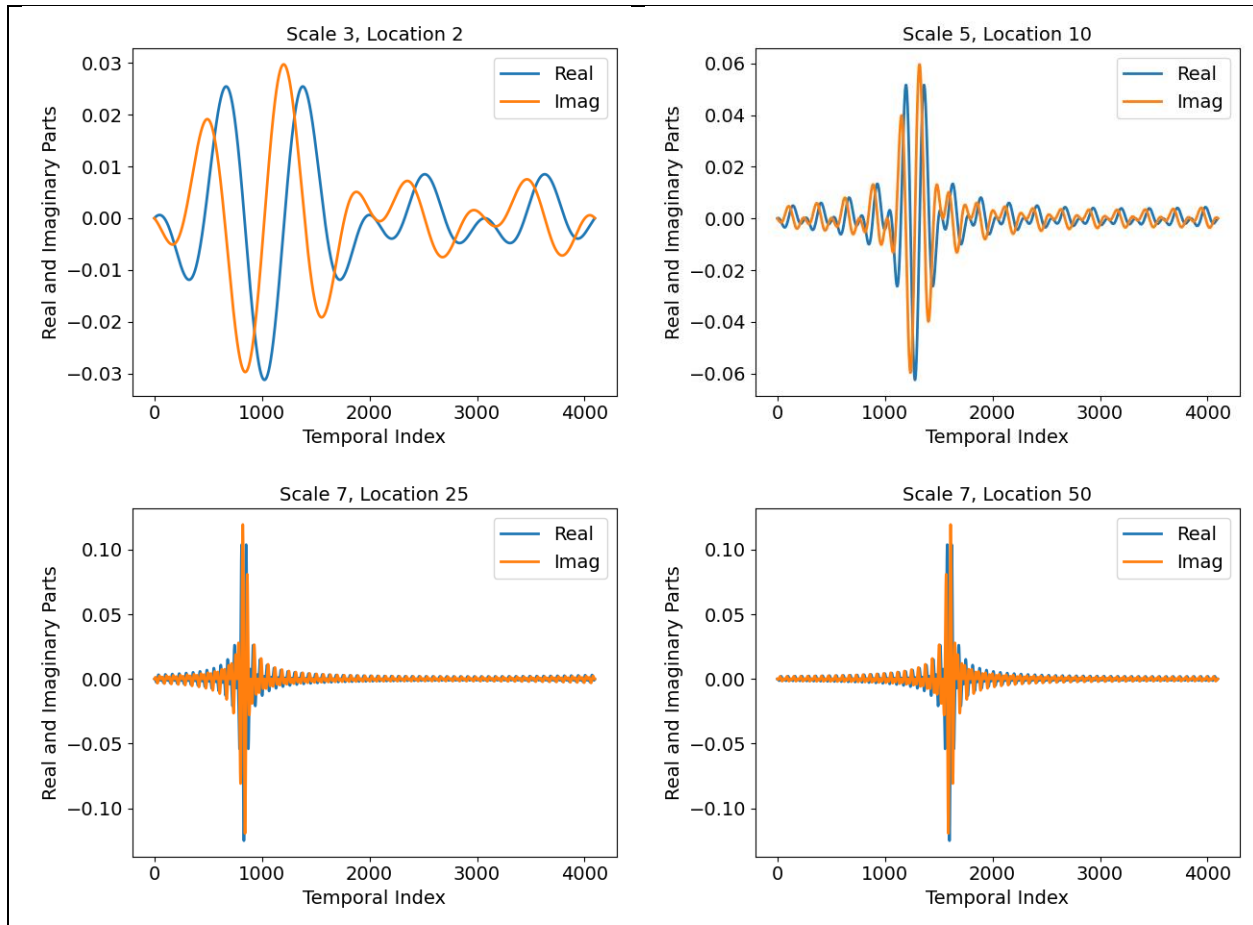 Scale 3, Location 2
Real and Imaginary Parts
0.03
0.02
0.01
0.00
−0.01
−0.02
−0.03
Real
Imag
0
1000
2000
3000
4000
Temporal Index
Scale 5, Location 10
Real and Imaginary Parts
0.06
0.04
0.02
0.00
−0.02
−0.04
−0.06
Real
Imag
0
1000
2000
3000
4000
Temporal Index
Scale 7, Location 25
Real and Imaginary Parts
0.10
0.05
0.00
−0.05
−0.10
Real
Imag
0
1000
2000
3000
4000
Temporal Index
Scale 7, Location 50
Real and Imaginary Parts
0.10
0.05
0.00
−0.05
−0.10
Real
Imag
0
1000
2000
3000
4000
Temporal Index